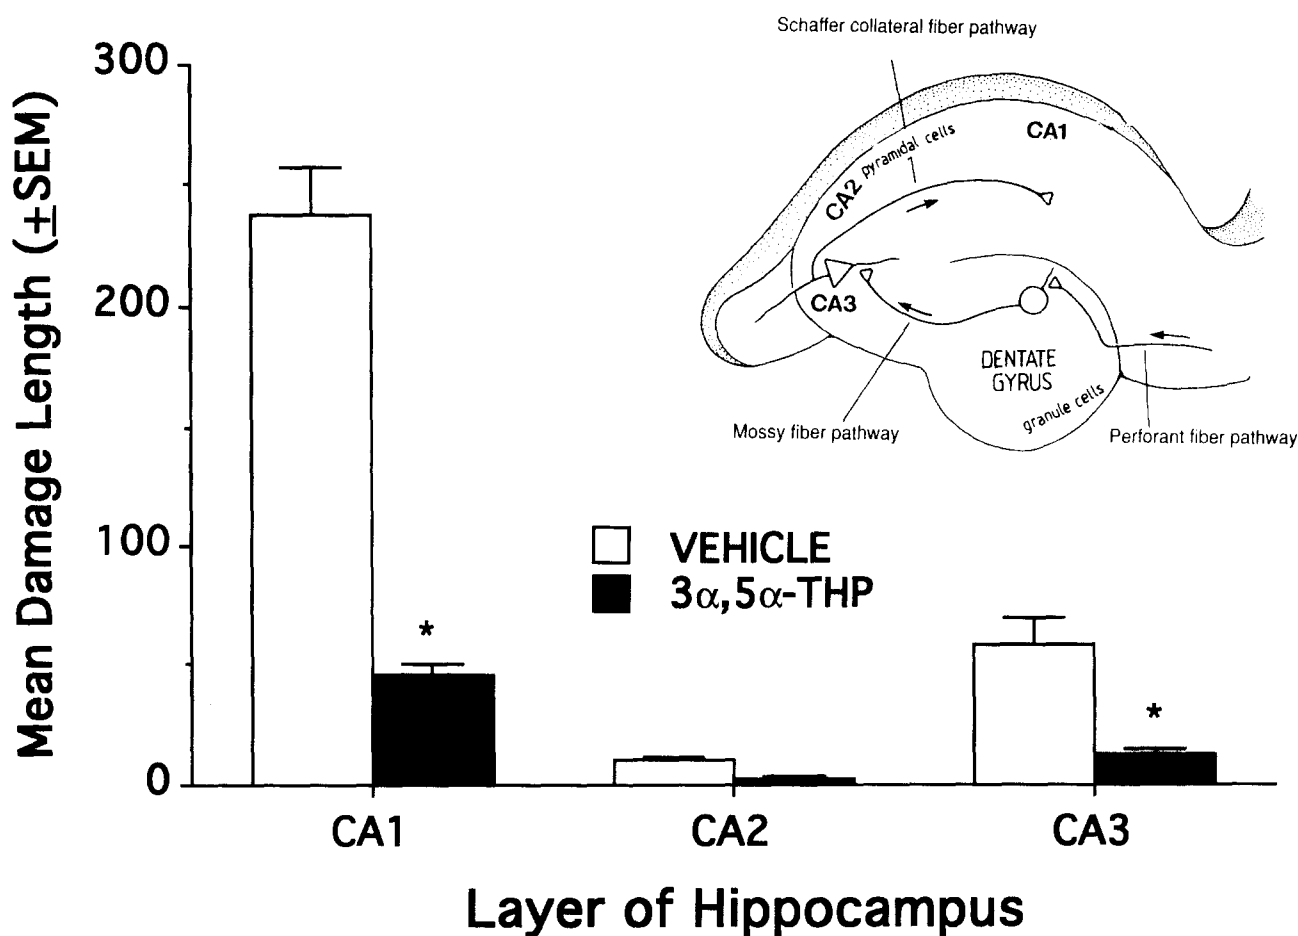 Schaffer collateral fiber pathway
CA1
pyramidal cells
CA2
CA3
DENTATE
GYRUS
granule cells
Mossy fiber pathway
Perforant fiber pathway
Mean Damage Length (±SEM)
300
200
100
0
VEHICLE
3α,5α-THP
*
*
CA1
CA2
CA3
Layer of Hippocampus